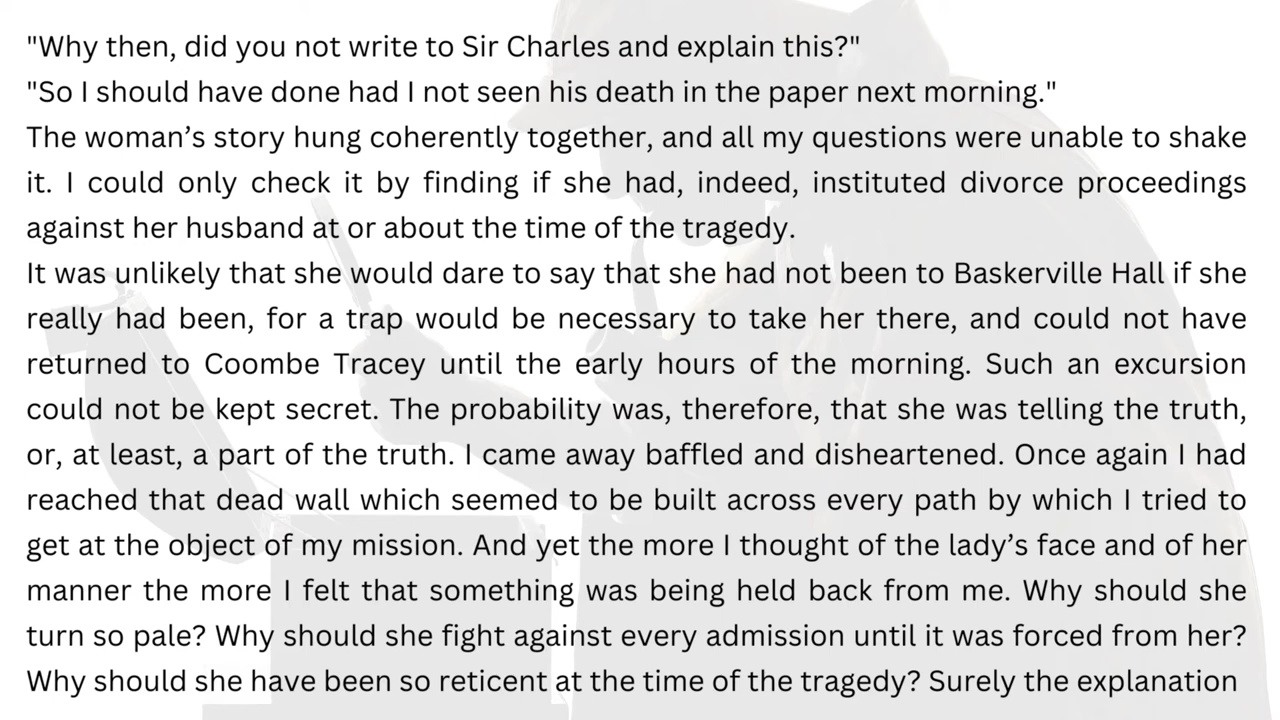 "Why then, did you not write to Sir Charles and explain this?"
"So I should have done had I not seen his death in the paper next morning."
The woman’s story hung coherently together, and all my questions were unable to shake
it. I could only check it by finding if she had, indeed, instituted divorce proceedings
against her husband at or about the time of the tragedy.
It was unlikely that she would dare to say that she had not been to Baskerville Hall if she
really had been, for a trap would be necessary to take her there, and could not have
returned to Coombe Tracey until the early hours of the morning. Such an excursion
could not be kept secret. The probability was, therefore, that she was telling the truth,
or, at least, a part of the truth. I came away baffled and disheartened. Once again I had
reached that dead wall which seemed to be built across every path by which I tried to
get at the object of my mission. And yet the more I thought of the lady’s face and of her
manner the more I felt that something was being held back from me. Why should she
turn so pale? Why should she fight against every admission until it was forced from her?
Why should she have been so reticent at the time of the tragedy? Surely the explanation